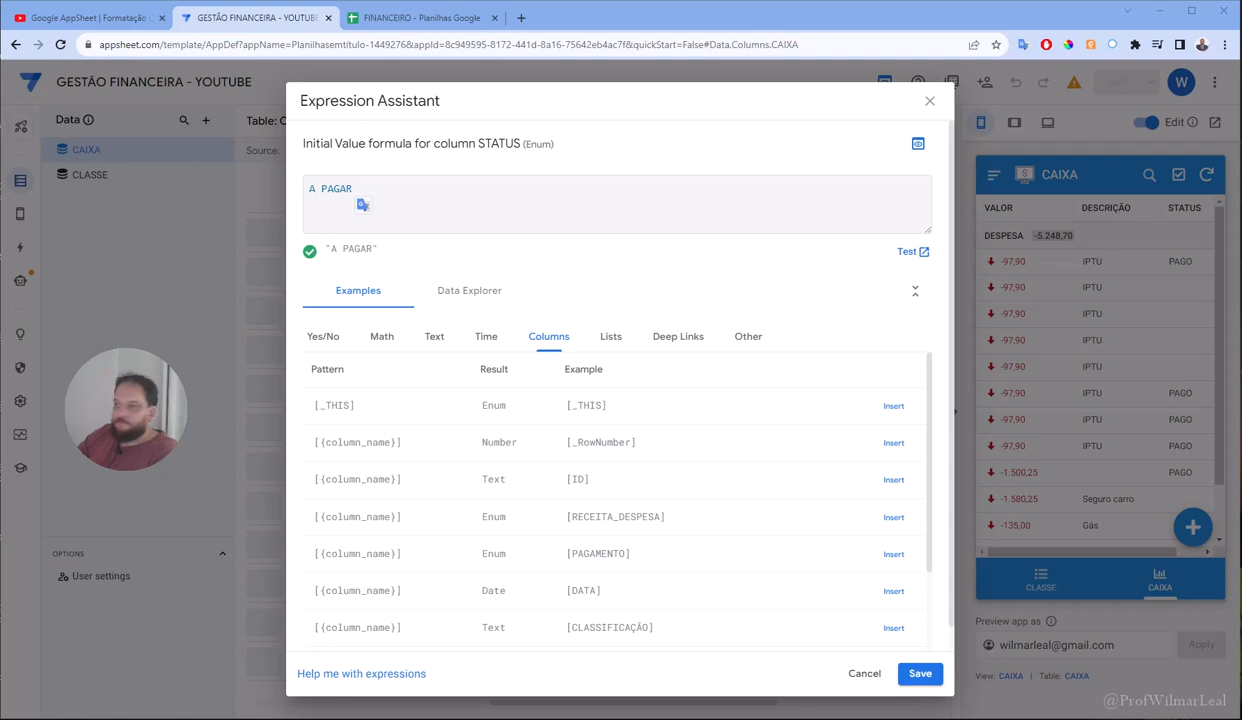 Google AppSheet | Formatação
GESTÃO FINANCEIRA - YOUTUBE
FINANCEIRO - Planilhas Google
appsheet.com/template/AppDef?appName=Planilhasemtítulo-1449276&appId=8c949595-8172-441d-8a16-75642eb4ac7f&quickStart=False#Data.Columns.CAIXA
GESTÃO FINANCEIRA - YOUTUBE
W
Data
Table: C
Edit
CAIXA
Source:
CLASSE
OPTIONS
User settings
Expression Assistant
Initial Value formula for column STATUS (Enum)
A PAGAR
"A PAGAR"
Test
Examples
Data Explorer
Yes/No Math Text Time Columns Lists Deep Links Other
Pattern Result Example
[_THIS] Enum [_THIS] Insert
[{column_name}] Number [_RowNumber] Insert
[{column_name}] Text [ID] Insert
[{column_name}] Enum [RECEITA_DESPESA] Insert
[{column_name}] Enum [PAGAMENTO] Insert
[{column_name}] Date [DATA] Insert
[{column_name}] Text [CLASSIFICAÇÃO] Insert
Help me with expressions
Cancel
Save
CAIXA
VALOR DESCRIÇÃO STATUS
DESPESA -5.248,70
-97,90 IPTU PAGO
-97,90 IPTU
-97,90 IPTU
-97,90 IPTU
-97,90 IPTU
-97,90 IPTU PAGO
-97,90 IPTU PAGO
-97,90 IPTU PAGO
-1.500,25 PAGO
-1.580,25 Seguro carro
-135,00 Gás
CLASSE
CAIXA
Preview app as
wilmarleal@gmail.com
Apply
View: CAIXA | Table: CAIXA
@ProfWilmarLeal